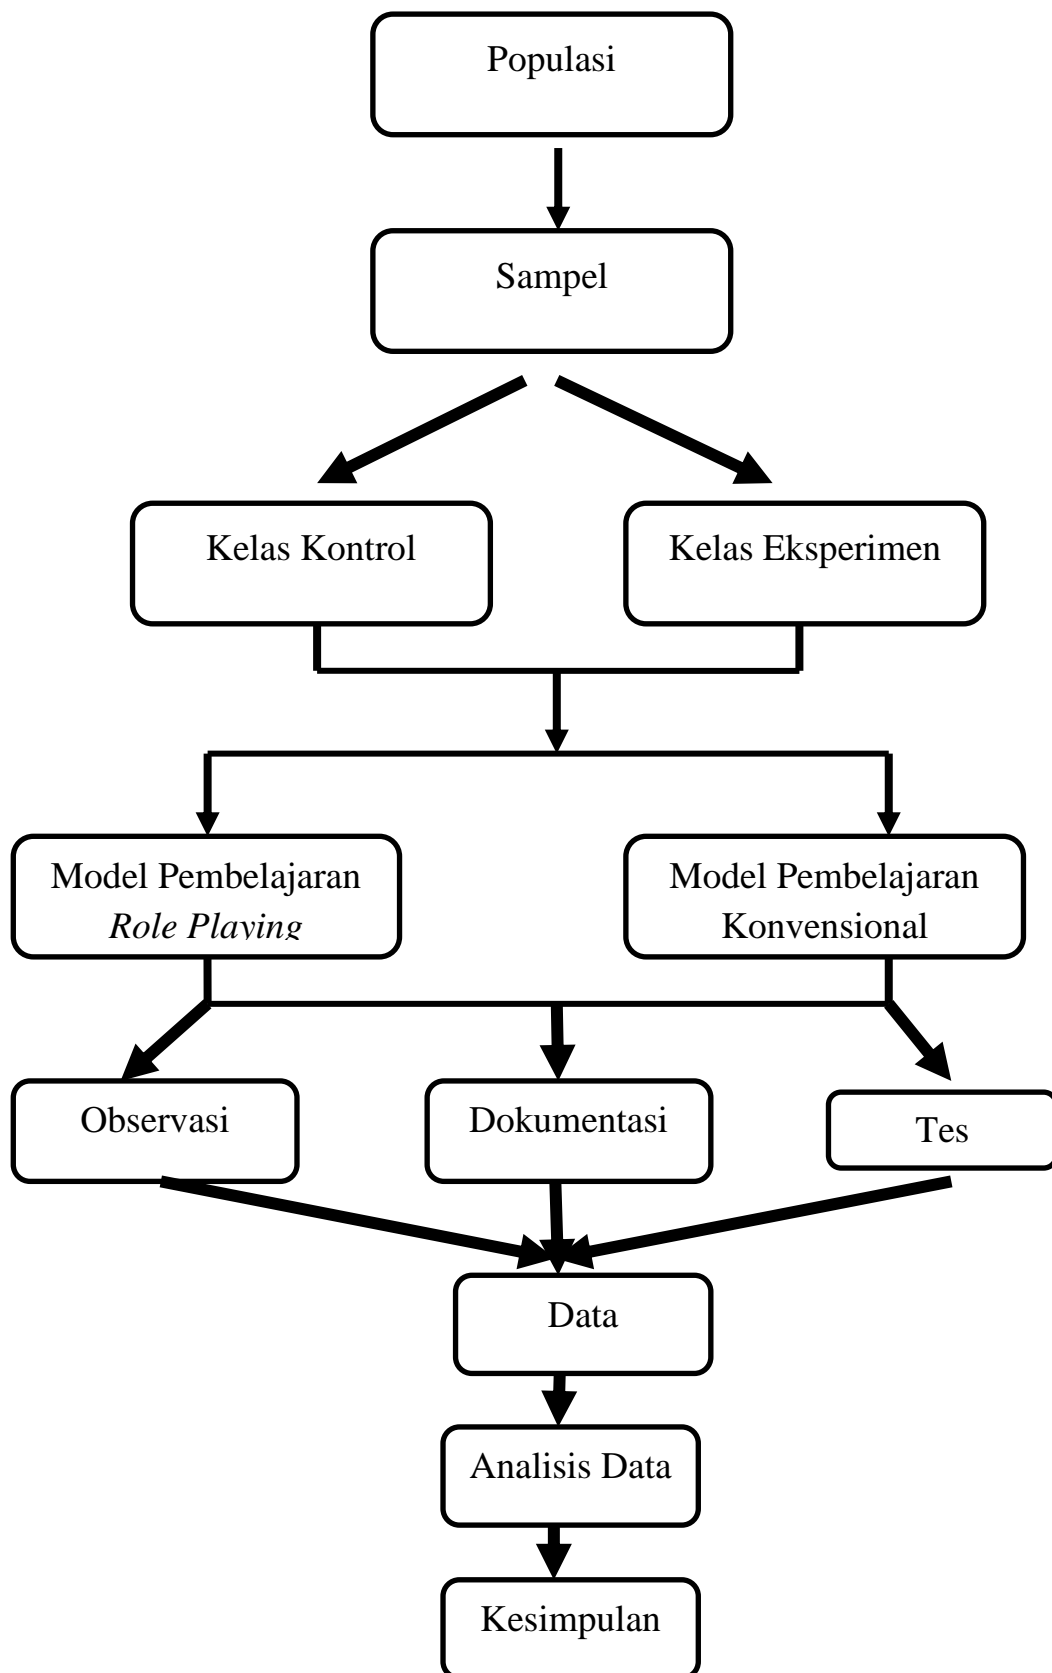 Populasi
Sampel
Kelas Kontrol
Kelas Eksperimen
Model Pembelajaran
Role Playing
Model Pembelajaran
Konvensional
Observasi
Dokumentasi
Tes
Data
Analisis Data
Kesimpulan